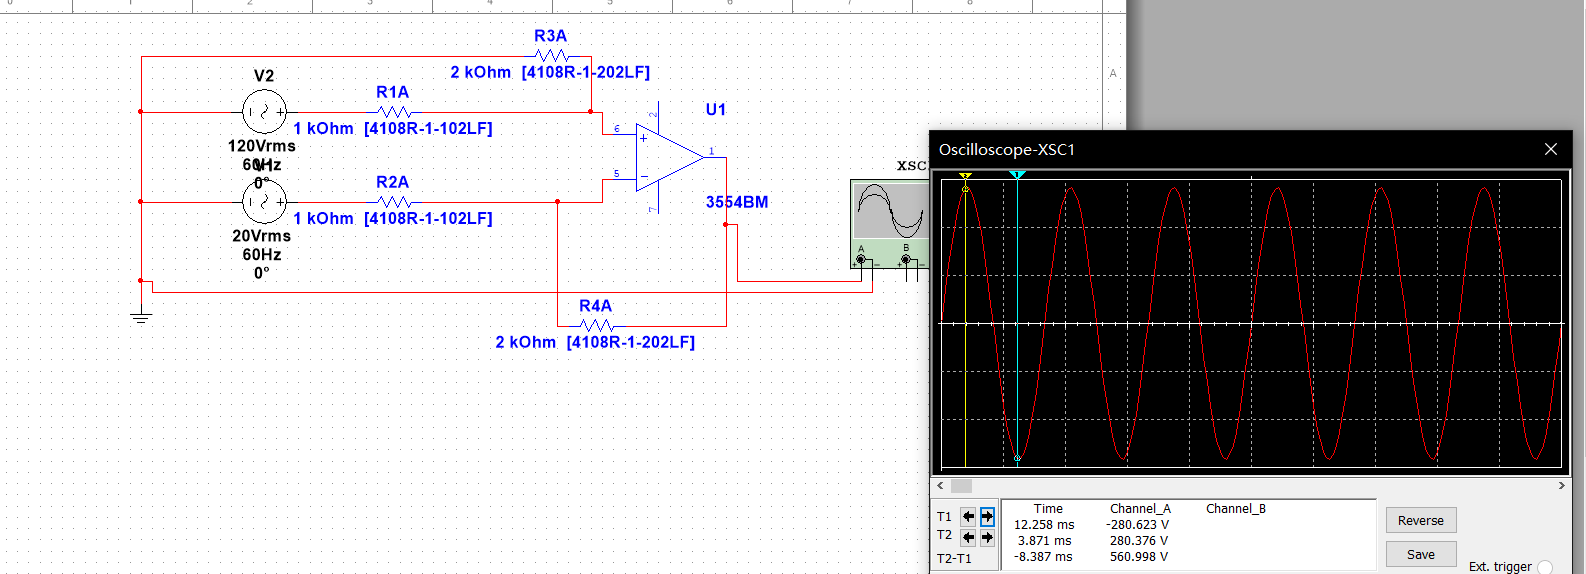 0 1 2 3 4 5 6 7 8
R3A
2 kOhm [4108R-1-202LF]
A
V2
R1A
1 kOhm [4108R-1-102LF]
120Vrms
60Hz
0°
V1
R2A
1 kOhm [4108R-1-102LF]
20Vrms
60Hz
0°
U1
2
6
+
1
5
−
7
3554BM
XSC
A
B
+ − + −
R4A
2 kOhm [4108R-1-202LF]
Oscilloscope-XSC1
Time Channel_A Channel_B
T1 12.258 ms -280.623 V
T2 3.871 ms 280.376 V
T2-T1 -8.387 ms 560.998 V
Reverse
Save
Ext. trigger